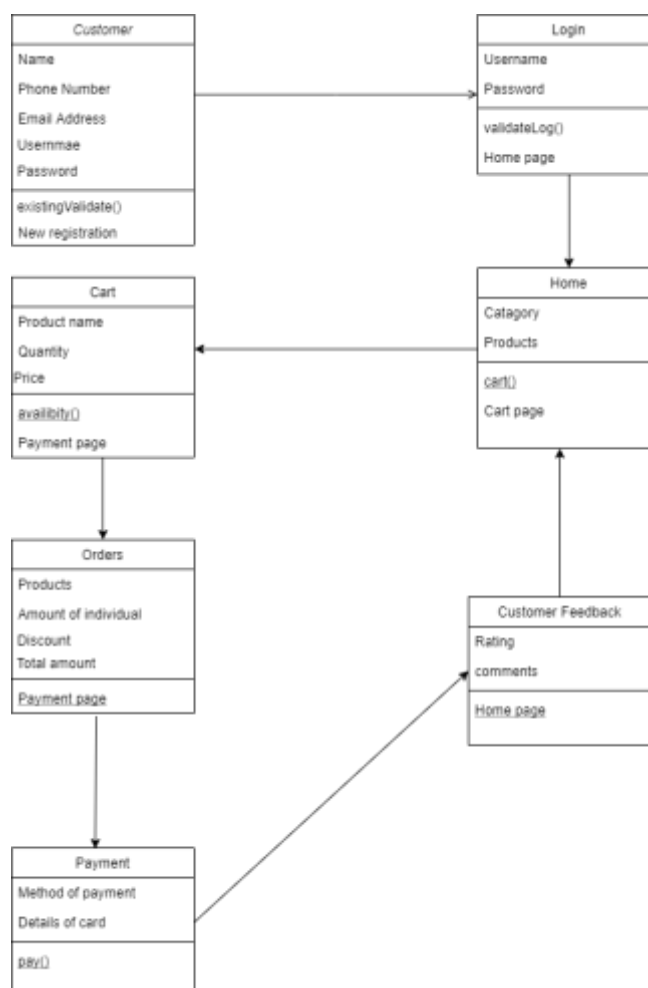 Customer
Name
Phone Number
Email Address
Usernmae
Password
existingValidate()
New registration
Login
Username
Password
validateLog()
Home page
Cart
Product name
Quantity
Price
availibity()
Payment page
Home
Catagory
Products
cart()
Cart page
Orders
Products
Amount of individual
Discount
Total amount
Payment page
Customer Feedback
Rating
comments
Home page
Payment
Method of payment
Details of card
pay()